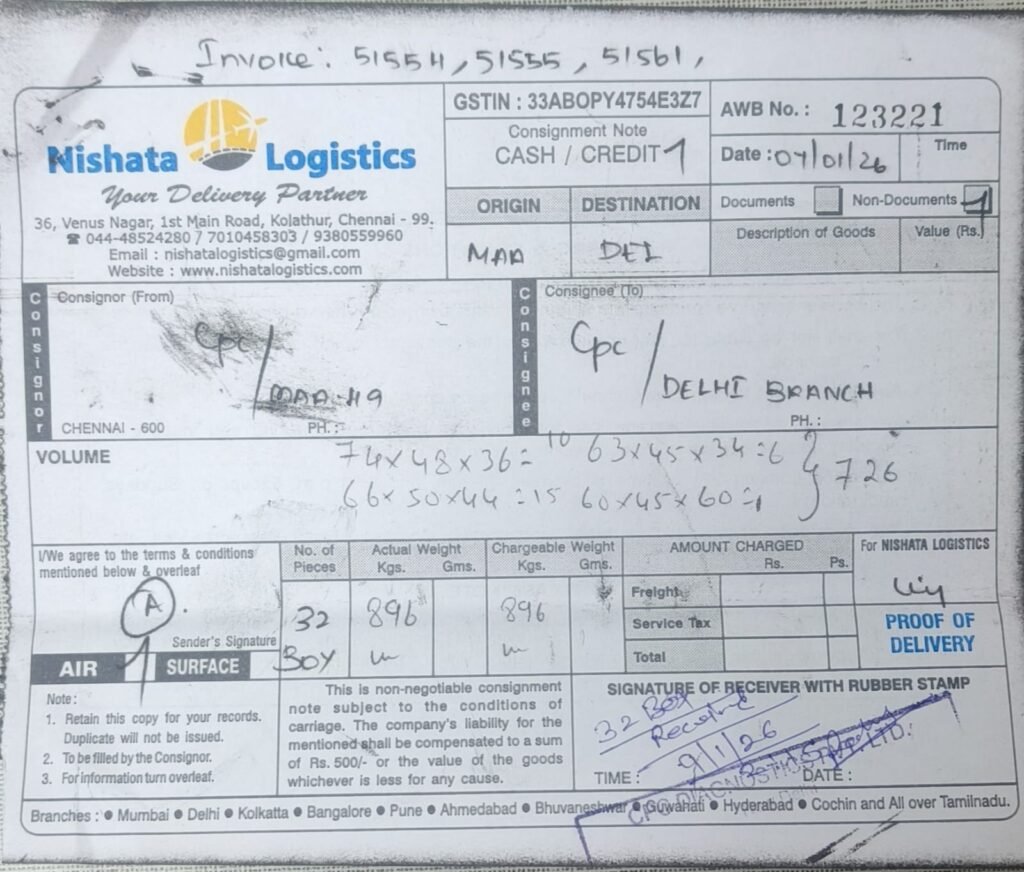 Invoice: 51554, 51555, 51561,
Nishata Logistics
Your Delivery Partner
36, Venus Nagar, 1st Main Road, Kolathur, Chennai - 99.
☎ 044-48524280 / 7010458303 / 9380559960
Email : nishatalogistics@gmail.com
Website : www.nishatalogistics.com
GSTIN : 33ABOPY4754E3Z7
Consignment Note
CASH / CREDIT
AWB No. : 123221
Date : 07/01/26
Time
ORIGIN DESTINATION
MAA DEL
Documents Non-Documents
Description of Goods Value (Rs.)
Consignor
Consignor (From)
Cpc/
MAA-49
CHENNAI - 600 PH. :
Consignee
Consignee (To)
Cpc/
DELHI BRANCH
PH. :
VOLUME
74x48x36=10 63x45x34=6
66x50x44=15 60x45x60=1
} 726
I/We agree to the terms & conditions
mentioned below & overleaf
A
Sender's Signature
AIR SURFACE
No. of Pieces
32
BOX
Actual Weight
Kgs. Gms.
896
Chargeable Weight
Kgs. Gms.
896
AMOUNT CHARGED
Rs. Ps.
Freight
Service Tax
Total
For NISHATA LOGISTICS
PROOF OF
DELIVERY
Note :
1. Retain this copy for your records.
Duplicate will not be issued.
2. To be filled by the Consignor.
3. For information turn overleaf.
This is non-negotiable consignment
note subject to the conditions of
carriage. The company's liability for the
mentioned shall be compensated to a sum
of Rs. 500/- or the value of the goods
whichever is less for any cause.
SIGNATURE OF RECEIVER WITH RUBBER STAMP
32 Box
Received
9/1/26
TIME : DATE :
CPC DIAGNOSTICS PVT. LTD.
Branches : ● Mumbai ● Delhi ● Kolkatta ● Bangalore ● Pune ● Ahmedabad ● Bhuvaneshwar ● Guwahati ● Hyderabad ● Cochin and All over Tamilnadu.